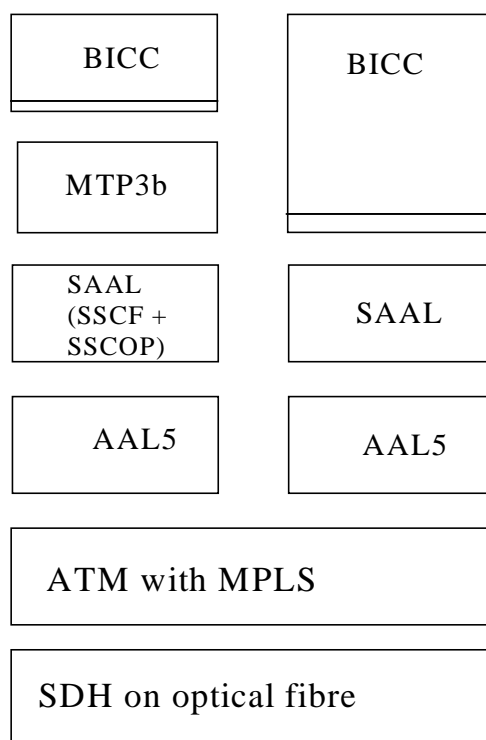 BICC
BICC
MTP3b
SAAL
(SSCF +
SSCOP)
SAAL
AAL5
AAL5
ATM with MPLS
SDH on optical fibre